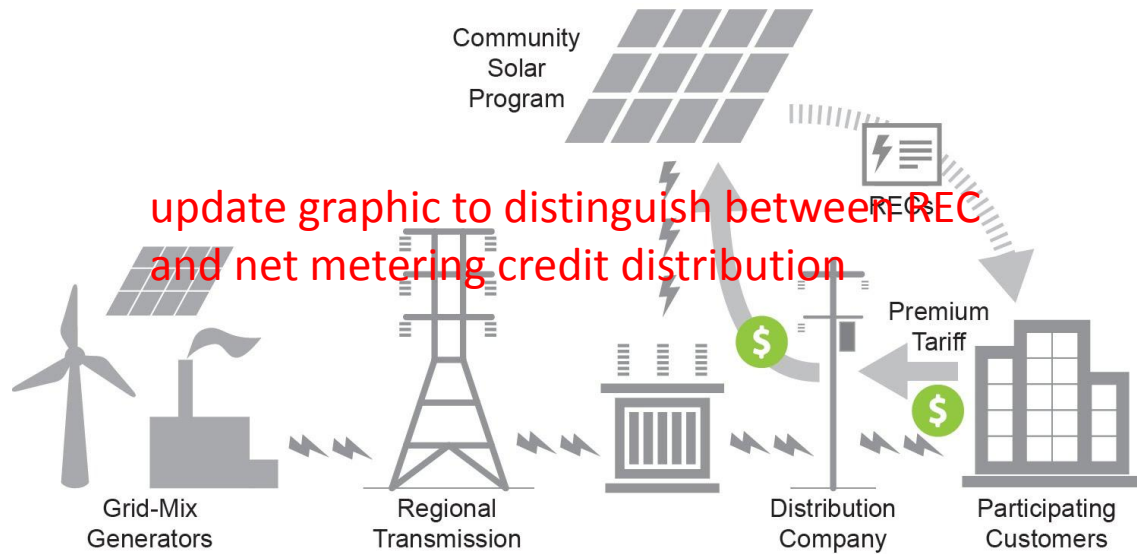 Community
Solar
Program
RECs
update graphic to distinguish between REC
and net metering credit distribution
Premium
Tariff
$
$
Grid-Mix
Generators
Regional
Transmission
Distribution
Company
Participating
Customers